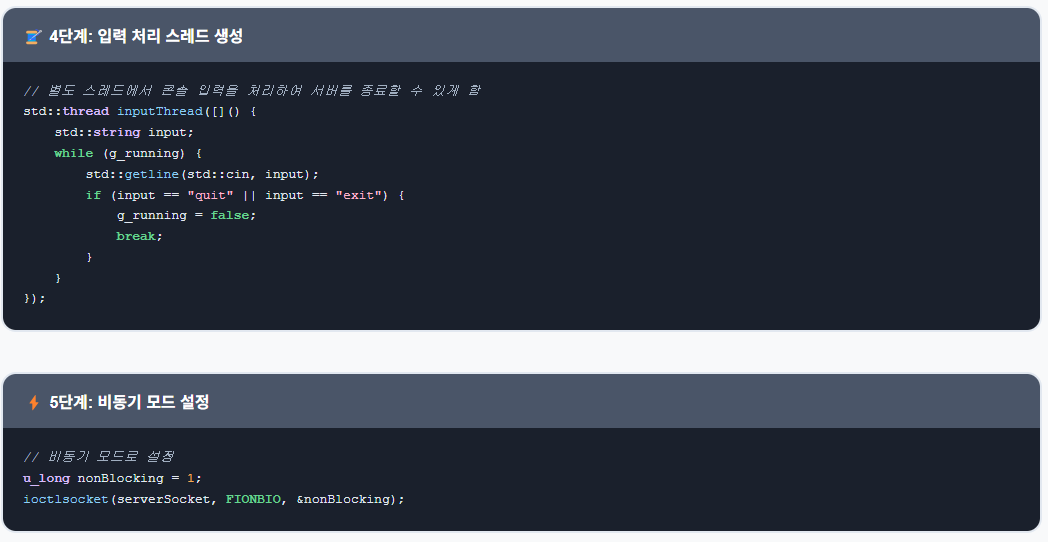 4단계: 입력 처리 스레드 생성
// 별도 스레드에서 콘솔 입력을 처리하여 서버를 종료할 수 있게 함
std::thread inputThread([]() {
    std::string input;
    while (g_running) {
        std::getline(std::cin, input);
        if (input == "quit" || input == "exit") {
            g_running = false;
            break;
        }
    }
});
5단계: 비동기 모드 설정
// 비동기 모드로 설정
u_long nonBlocking = 1;
ioctlsocket(serverSocket, FIONBIO, &nonBlocking);